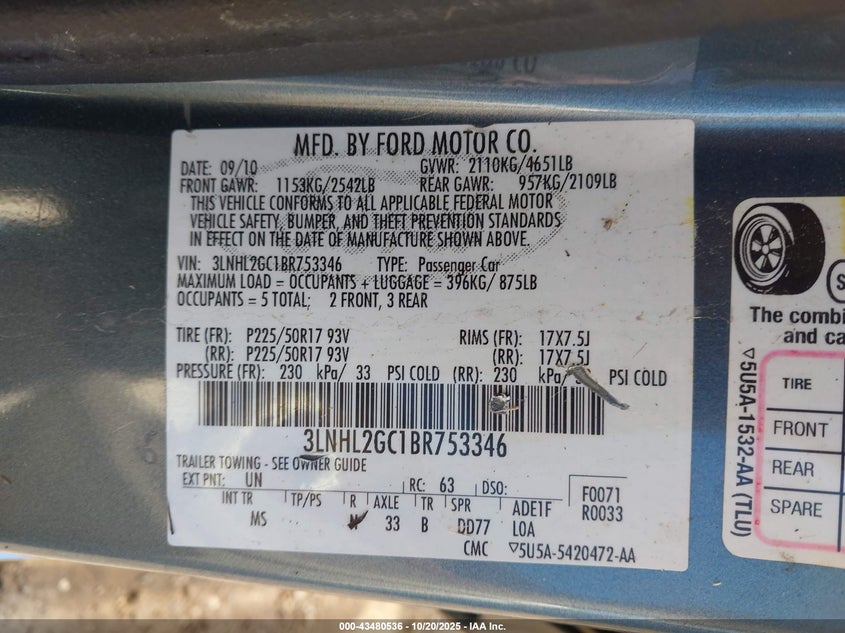 MFD. BY FORD MOTOR CO.
DATE: 09/10 GVWR: 2110KG/4651LB
FRONT GAWR: 1153KG/2542LB REAR GAWR: 957KG/2109LB
THIS VEHICLE CONFORMS TO ALL APPLICABLE FEDERAL MOTOR
VEHICLE SAFETY, BUMPER, AND THEFT PREVENTION STANDARDS
IN EFFECT ON THE DATE OF MANUFACTURE SHOWN ABOVE.
VIN: 3LNHL2GC1BR753346 TYPE: Passenger Car
MAXIMUM LOAD = OCCUPANTS + LUGGAGE = 396KG/ 875LB
OCCUPANTS = 5 TOTAL; 2 FRONT, 3 REAR
TIRE (FR): P225/50R17 93V RIMS (FR): 17X7.5J
(RR): P225/50R17 93V (RR): 17X7.5J
PRESSURE (FR): 230 kPa/ 33 PSI COLD (RR): 230 kPa/ PSI COLD
3LNHL2GC1BR753346
TRAILER TOWING - SEE OWNER GUIDE
EXT PNT: UN RC: 63 DSO:
INT TR TP/PS R AXLE TR SPR
MS 33 B DD77
ADE1F
LOA
F0071
R0033
CMC ▽5U5A-5420472-AA
The combi
and ca
TIRE
FRONT
REAR
SPARE
▽5U5A-1532-AA (TLU)
000-43480536 - 10/20/2025 - IAA Inc.